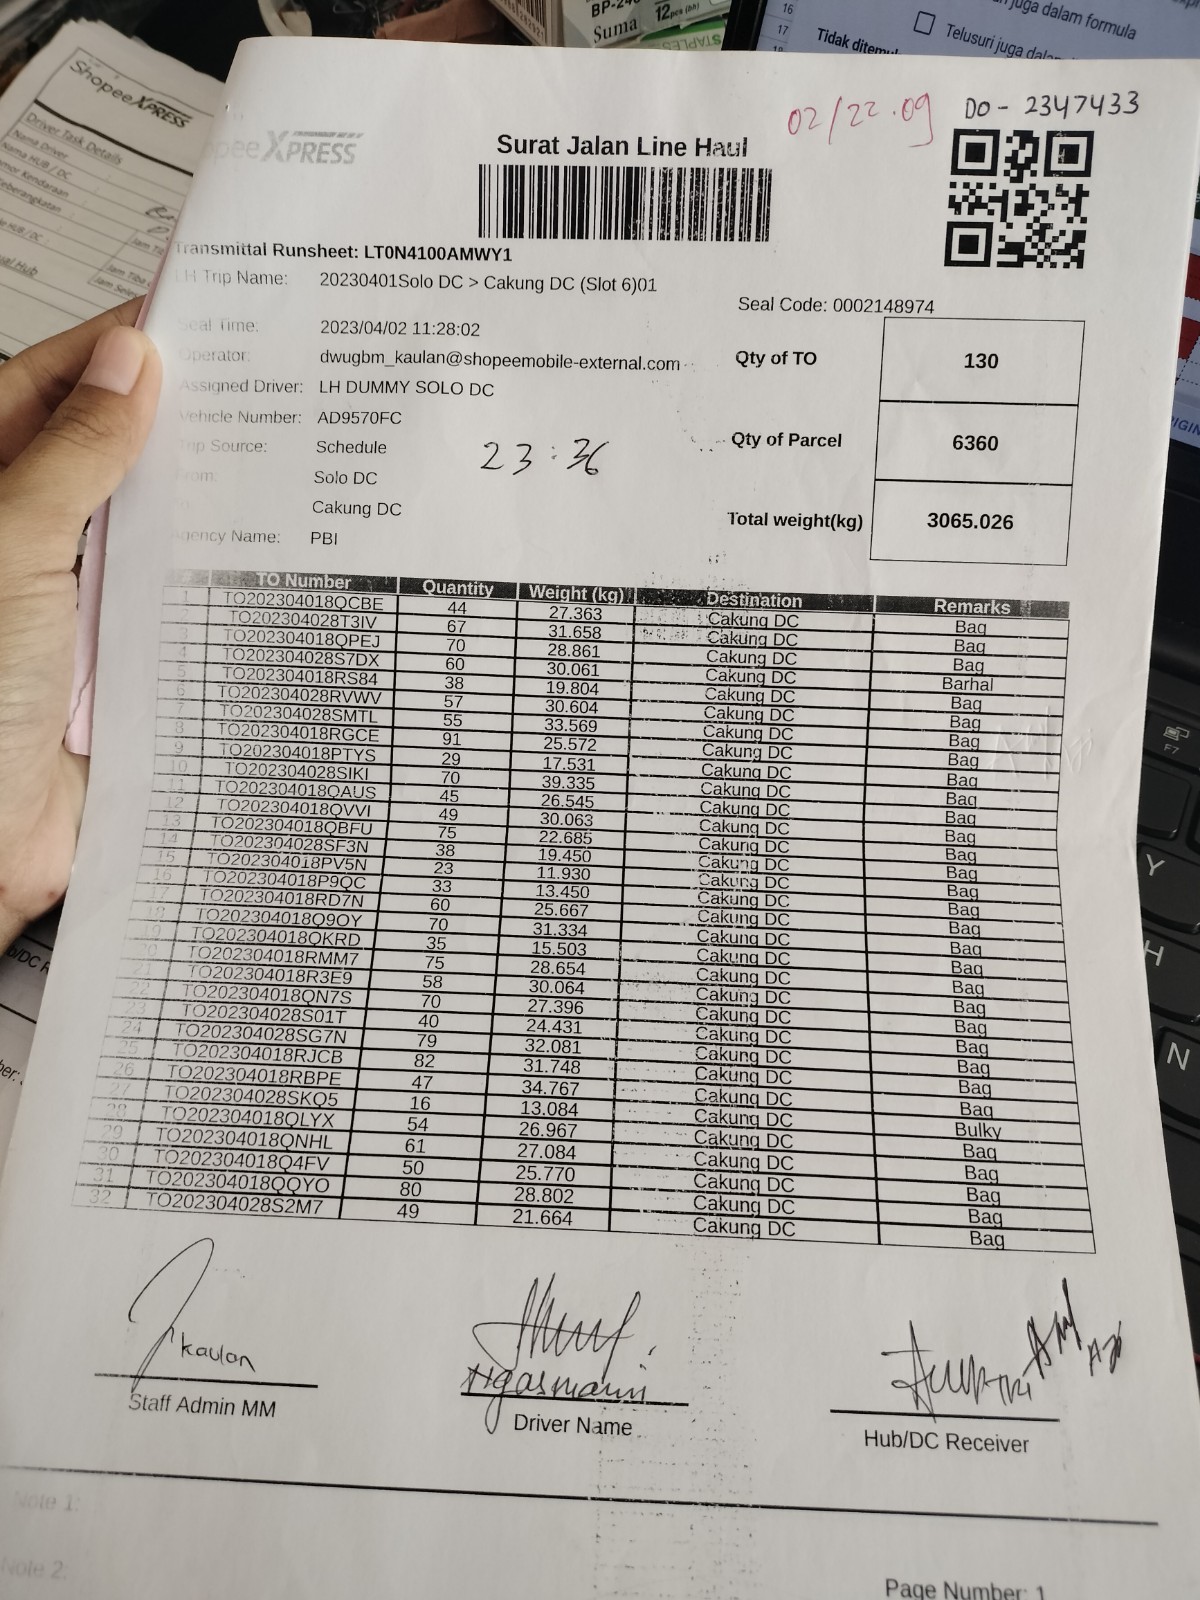 BP-24
12pcs (bh)
Suma
STAPLES
16
17
juga dalam formula
Telusuri juga
Tidak
Shopee XPRESS
Driver Task Details
Nama Driver
Nama HUB / DC
Kendaraan
Keberangkatan
02/22.09 DO - 2347433
peeXPRESS
Surat Jalan Line Haul
Transmittal Runsheet: LT0N4100AMWY1
LH Trip Name: 20230401Solo DC > Cakung DC (Slot 6)01
Seal Code: 0002148974
Seal Time: 2023/04/02 11:28:02
Operator: dwugbm_kaulan@shopeemobile-external.com
Qty of TO 130
Assigned Driver: LH DUMMY SOLO DC
Vehicle Number: AD9570FC
Trip Source: Schedule
23:36
Qty of Parcel 6360
From: Solo DC
Cakung DC
Total weight(kg) 3065.026
Agency Name: PBI
TO Number Quantity Weight (kg) Destination Remarks
1 TO202304018QCBE 44 27.363 Cakung DC Bag
2 TO202304028T3IV 67 31.658 Cakung DC Bag
3 TO202304018QPEJ 70 28.861 Cakung DC Bag
4 TO202304028S7DX 60 30.061 Cakung DC Barhal
5 TO202304018RS84 38 19.804 Cakung DC Bag
6 TO202304028RVWV 57 30.604 Cakung DC Bag
7 TO202304028SMTL 55 33.569 Cakung DC Bag
8 TO202304018RGCE 91 25.572 Cakung DC Bag
9 TO202304018PTYS 29 17.531 Cakung DC Bag
10 TO202304028SIKI 70 39.335 Cakung DC Bag
11 TO202304018QAUS 45 26.545 Cakung DC Bag
12 TO202304018QVVI 49 30.063 Cakung DC Bag
13 TO202304018QBFU 75 22.685 Cakung DC Bag
14 TO202304028SF3N 38 19.450 Cakung DC Bag
15 TO202304018PV5N 23 11.930 Cakung DC Bag
16 TO202304018P9QC 33 13.450 Cakung DC Bag
17 TO202304018RD7N 60 25.667 Cakung DC Bag
18 TO202304018Q9OY 70 31.334 Cakung DC Bag
19 TO202304018QKRD 35 15.503 Cakung DC Bag
20 TO202304018RMM7 75 28.654 Cakung DC Bag
21 TO202304018R3E9 58 30.064 Cakung DC Bag
22 TO202304018QN7S 70 27.396 Cakung DC Bag
23 TO202304028S01T 40 24.431 Cakung DC Bag
24 TO202304028SG7N 79 32.081 Cakung DC Bag
25 TO202304018RJCB 82 31.748 Cakung DC Bag
26 TO202304018RBPE 47 34.767 Cakung DC Bag
27 TO202304028SKQ5 16 13.084 Cakung DC Bulky
28 TO202304018QLYX 54 26.967 Cakung DC Bag
29 TO202304018QNHL 61 27.084 Cakung DC Bag
30 TO202304018Q4FV 50 25.770 Cakung DC Bag
31 TO202304018QQYO 80 28.802 Cakung DC Bag
32 TO202304028S2M7 49 21.664 Cakung DC Bag
kaulan
Staff Admin MM
Driver Name
Hub/DC Receiver
Note 1:
Note 2:
Page Number: 1
F7
Y
H
N